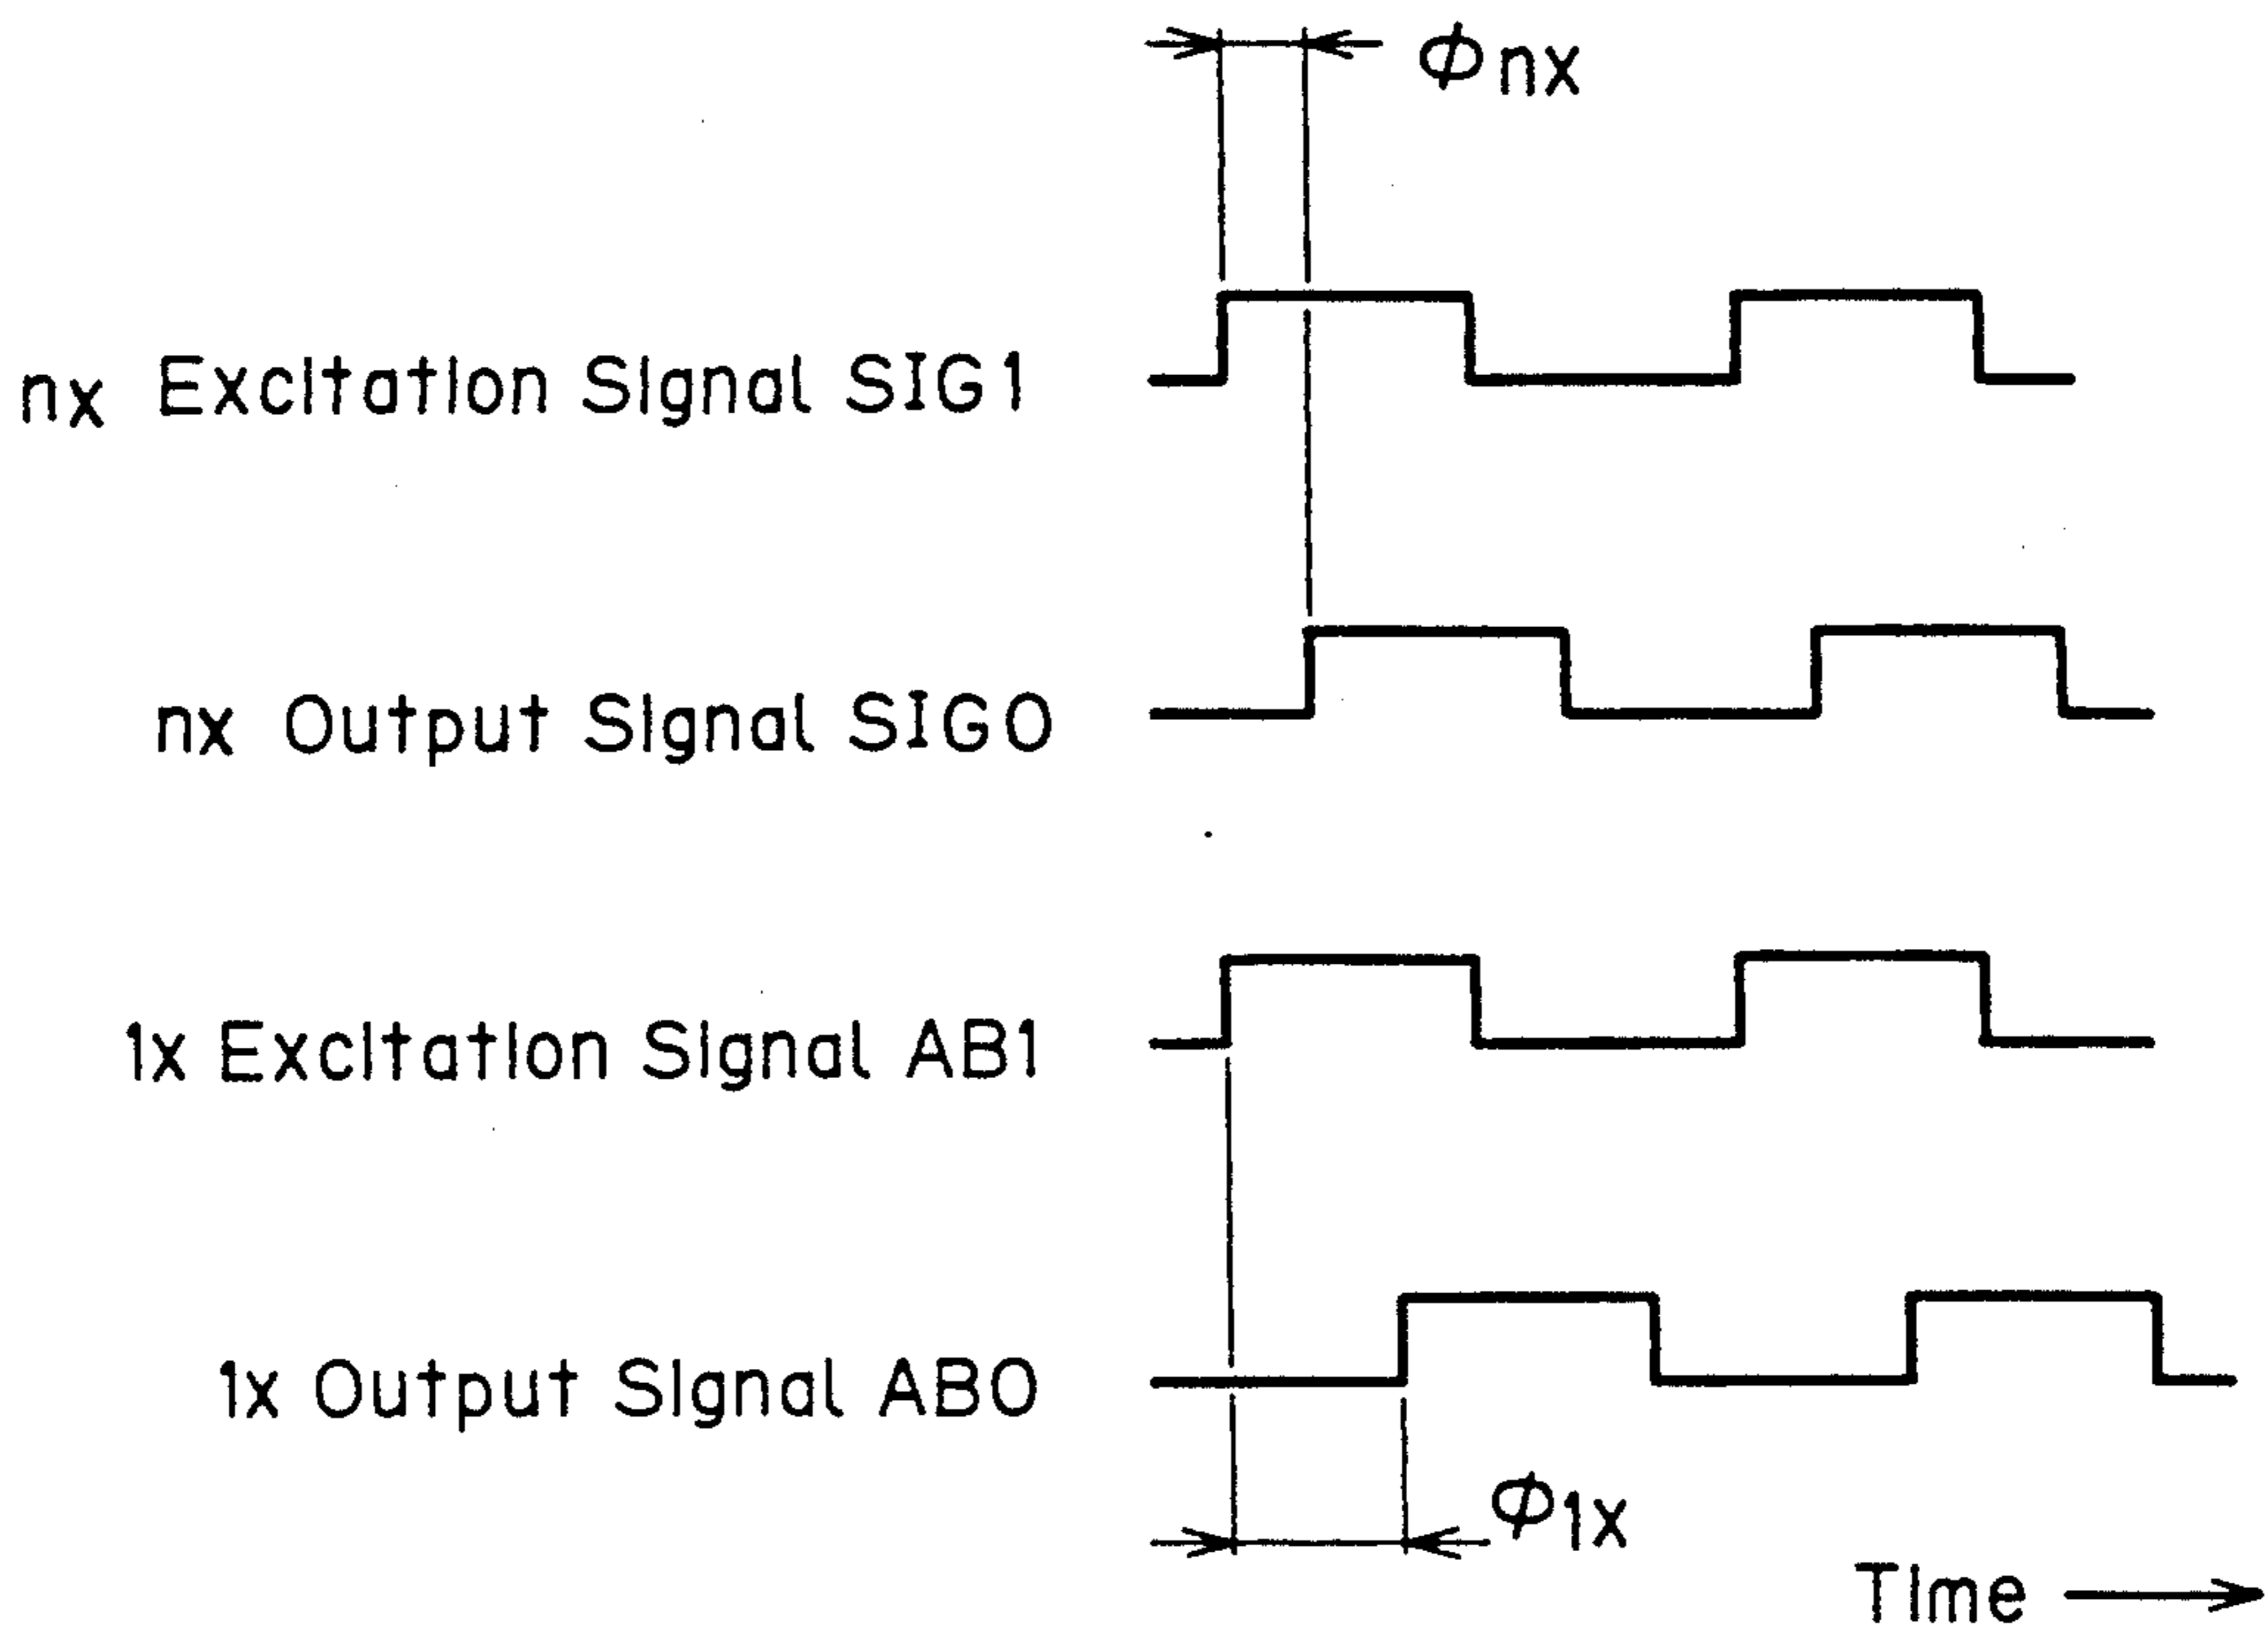 Φnx
nx Excitation Signal SIG1
nx Output Signal SIGO
1x Excitation Signal AB1
1x Output Signal ABO
Φ1x
Time